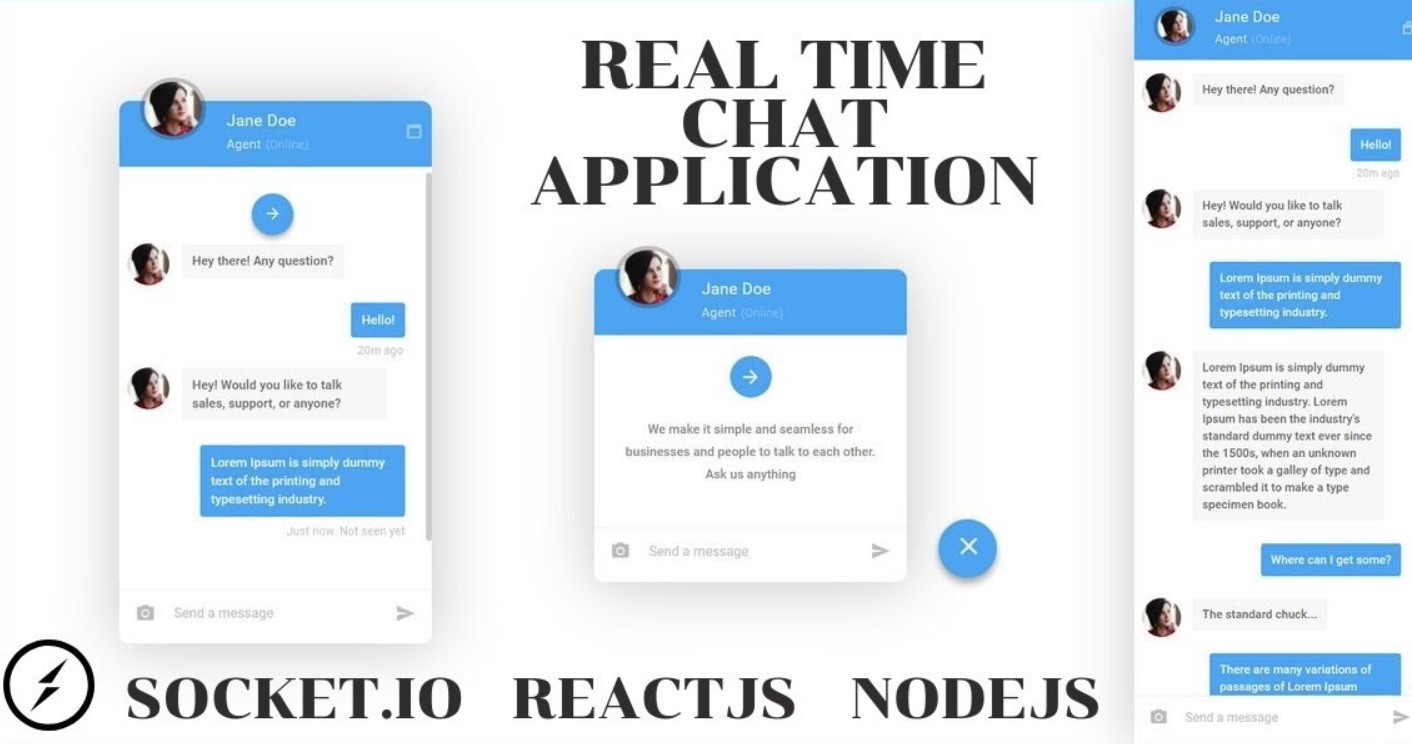 REAL TIME
CHAT
APPLICATION
Jane Doe
Agent (Online)
Hey there! Any question?
Hello!
20m ago
Hey! Would you like to talk
sales, support, or anyone?
Lorem Ipsum is simply dummy
text of the printing and
typesetting industry.
Just now. Not seen yet
Send a message
Jane Doe
Agent (Online)
We make it simple and seamless for
businesses and people to talk to each other.
Ask us anything
Send a message
Jane Doe
Agent (Online)
Hey there! Any question?
Hello!
20m ago
Hey! Would you like to talk
sales, support, or anyone?
Lorem Ipsum is simply dummy
text of the printing and
typesetting industry.
Lorem Ipsum is simply dummy
text of the printing and
typesetting industry. Lorem
Ipsum has been the industry's
standard dummy text ever since
the 1500s, when an unknown
printer took a galley of type and
scrambled it to make a type
specimen book.
Where can I get some?
The standard chuck...
There are many variations of
passages of Lorem Ipsum
Send a message
SOCKET.IO REACTJS NODEJS